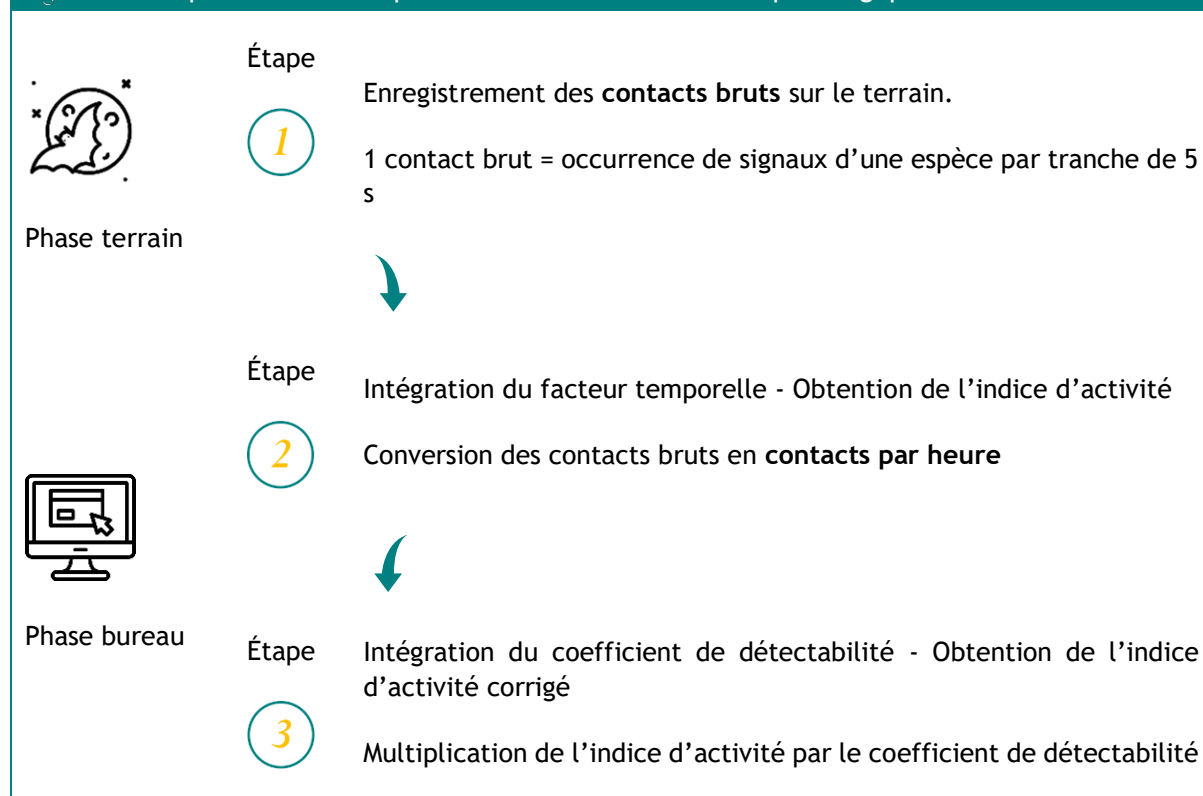 Étape
1
Enregistrement des contacts bruts sur le terrain.
1 contact brut = occurrence de signaux d’une espèce par tranche de 5
s
Phase terrain
Étape
2
Intégration du facteur temporelle - Obtention de l’indice d’activité
Conversion des contacts bruts en contacts par heure
Phase bureau
Étape
3
Intégration du coefficient de détectabilité - Obtention de l’indice
d’activité corrigé
Multiplication de l’indice d’activité par le coefficient de détectabilité